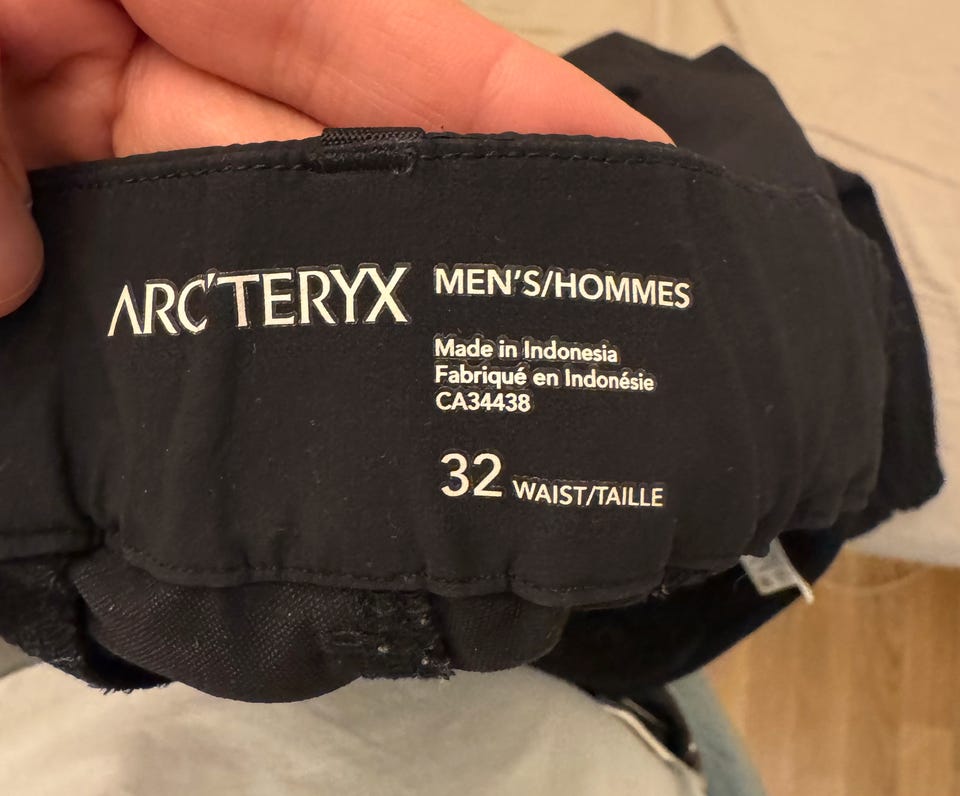 ARC'TERYX
MEN'S/HOMMES
Made in Indonesia
Fabriqué en Indonésie
CA34438
32 WAIST/TAILLE